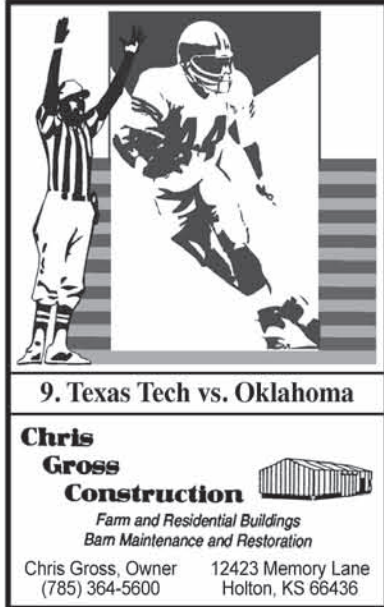 44
9. Texas Tech vs. Oklahoma
Chris
Gross
Construction
Farm and Residential Buildings
Barn Maintenance and Restoration
Chris Gross, Owner 12423 Memory Lane
(785) 364-5600 Holton, KS 66436